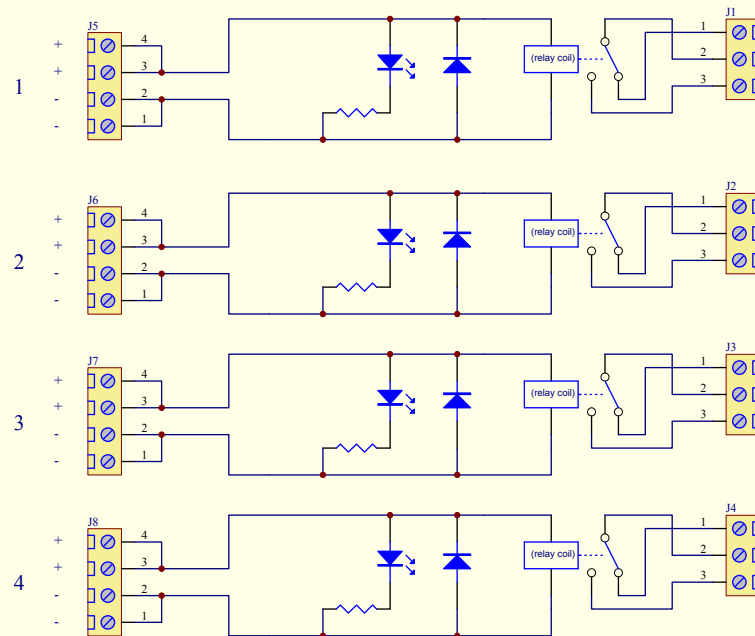 J5
J1
+ 4
+ 3
- 2
- 1
1
(relay coil)
1
2
3
J6
J2
+ 4
+ 3
- 2
- 1
2
(relay coil)
1
2
3
J7
J3
+ 4
+ 3
- 2
- 1
3
(relay coil)
1
2
3
J8
J4
+ 4
+ 3
- 2
- 1
4
(relay coil)
1
2
3